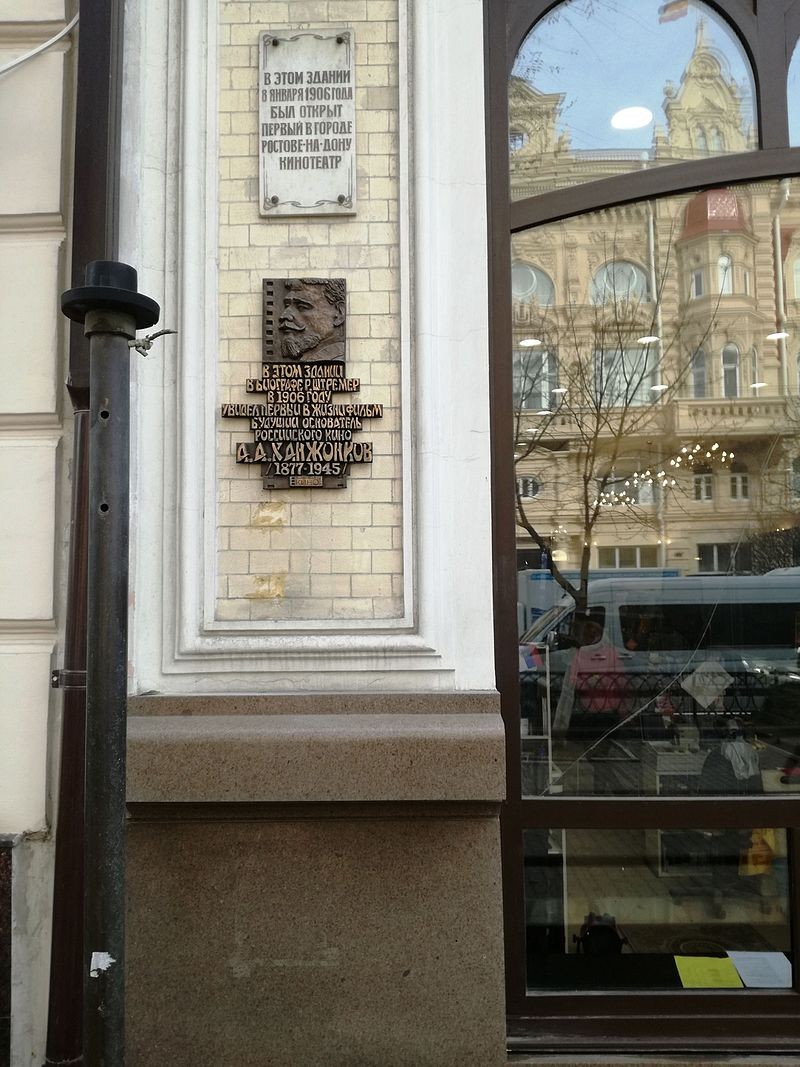 В ЭТОМ ЗДАНИИ
8 ЯНВАРЯ 1906 ГОДА
БЫЛ ОТКРЫТ
ПЕРВЫЙ В ГОРОДЕ
РОСТОВЕ-НА-ДОНУ
КИНОТЕАТР
В ЭТОМ ЗДАНИИ
В БИОГРАФЕ Р. ШТРЕМЕР
В 1906 ГОДУ
УВИДЕЛ ПЕРВЫЙ В ЖИЗНИ ФИЛЬМ
БУДУЩИЙ ОСНОВАТЕЛЬ
РОССИЙСКОГО КИНО
А.А. ХАНЖОНКОВ
/1877-1945/